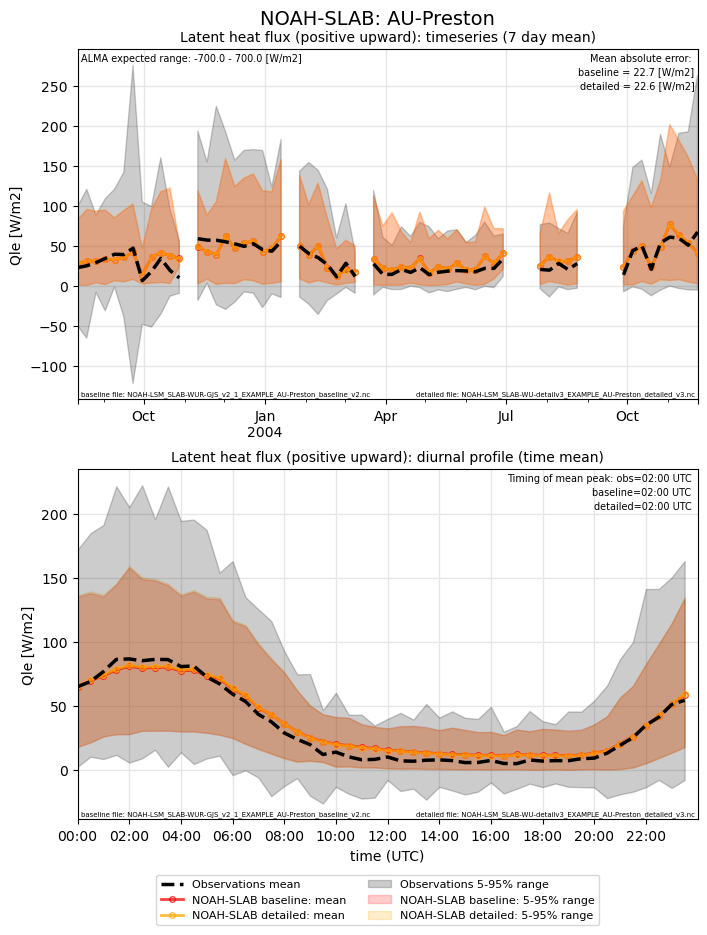 NOAH-SLAB: AU-Preston
Latent heat flux (positive upward): timeseries (7 day mean)
ALMA expected range: -700.0 - 700.0 [W/m2]
Mean absolute error:
baseline = 22.7 [W/m2]
detailed = 22.6 [W/m2]
250
200
150
100
50
0
−50
−100
Qle [W/m2]
baseline file: NOAH-LSM_SLAB-WUR-GJS_v2_1_EXAMPLE_AU-Preston_baseline_v2.nc
detailed file: NOAH-LSM_SLAB-WU-detailv3_EXAMPLE_AU-Preston_detailed_v3.nc
Oct
Jan
2004
Apr
Jul
Oct
Latent heat flux (positive upward): diurnal profile (time mean)
Timing of mean peak: obs=02:00 UTC
baseline=02:00 UTC
detailed=02:00 UTC
200
150
100
50
0
Qle [W/m2]
baseline file: NOAH-LSM_SLAB-WUR-GJS_v2_1_EXAMPLE_AU-Preston_baseline_v2.nc
detailed file: NOAH-LSM_SLAB-WU-detailv3_EXAMPLE_AU-Preston_detailed_v3.nc
00:00 02:00 04:00 06:00 08:00 10:00 12:00 14:00 16:00 18:00 20:00 22:00
time (UTC)
Observations mean
NOAH-SLAB baseline: mean
NOAH-SLAB detailed: mean
Observations 5-95% range
NOAH-SLAB baseline: 5-95% range
NOAH-SLAB detailed: 5-95% range